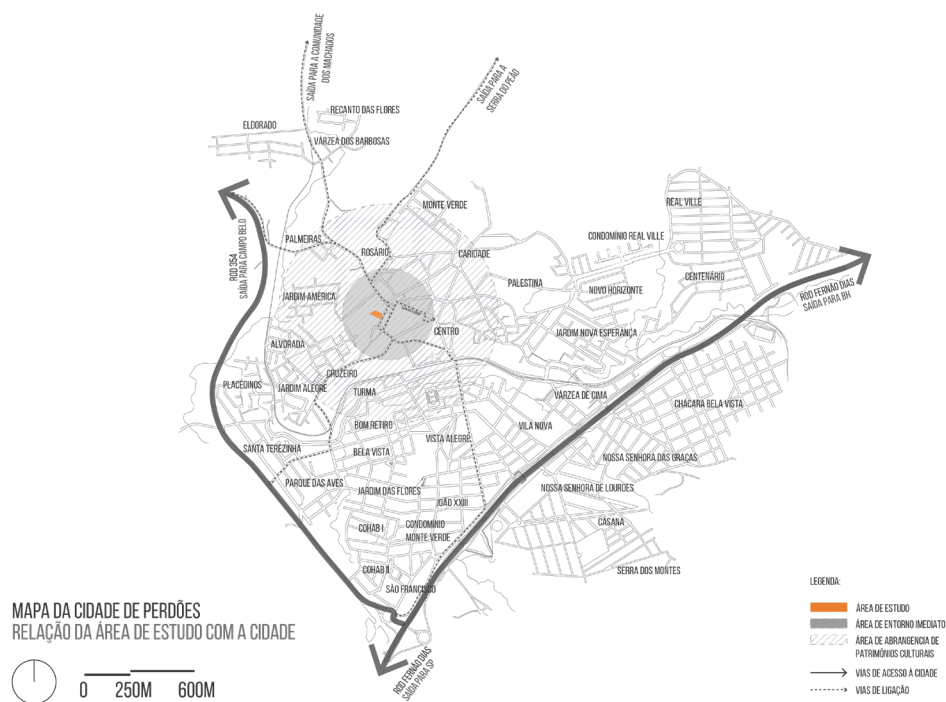 SAÍDA PARA A COMUNIDADE
DOS MACHADOS
SAÍDA PARA A
SERRA DO PEÃO
RECANTO DAS FLORES
ELDORADO
VÁRZEA DOS BARBOSAS
MONTE VERDE
REAL VILLE
PALMEIRAS
ROSÁRIO
CARIDADE
CONDOMÍNIO REAL VILLE
ROD 354
SAÍDA PARA CAMPO BELO
PALESTINA
CENTENÁRIO
NOVO HORIZONTE
ROD FERNÃO DIAS
SAÍDA PARA BH
JARDIM AMÉRICA
CENTRO
JARDIM NOVA ESPERANÇA
ALVORADA
CRUZEIRO
PLACEDINOS
JARDIM ALEGRE
TURMA
VÁRZEA DE CIMA
CHÁCARA BELA VISTA
BOM RETIRO
VILA NOVA
VISTA ALEGRE
SANTA TEREZINHA
BELA VISTA
NOSSA SENHORA DAS GRAÇAS
PARQUE DAS AVES
JARDIM DAS FLORES
NOSSA SENHORA DE LOURDES
JOÃO XXIII
COHAB I
CONDOMÍNIO
MONTE VERDE
CASANA
COHAB II
SERRA DOS MONTES
SÃO FRANCISCO
ROD FERNÃO DIAS
SAÍDA PARA SP
MAPA DA CIDADE DE PERDÕES
RELAÇÃO DA ÁREA DE ESTUDO COM A CIDADE
0 250M 600M
LEGENDA:
ÁREA DE ESTUDO
ÁREA DE ENTORNO IMEDIATO
ÁREA DE ABRANGENCIA DE
PATRIMÔNIOS CULTURAIS
VIAS DE ACESSO À CIDADE
VIAS DE LIGAÇÃO